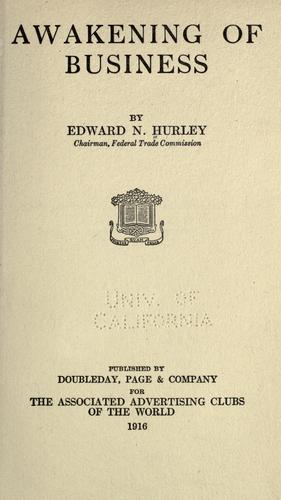 AWAKENING OF
BUSINESS
BY
EDWARD N. HURLEY
Chairman, Federal Trade Commission
UNIV. OF
CALIFORNIA
PUBLISHED BY
DOUBLEDAY, PAGE & COMPANY
FOR
THE ASSOCIATED ADVERTISING CLUBS
OF THE WORLD
1916